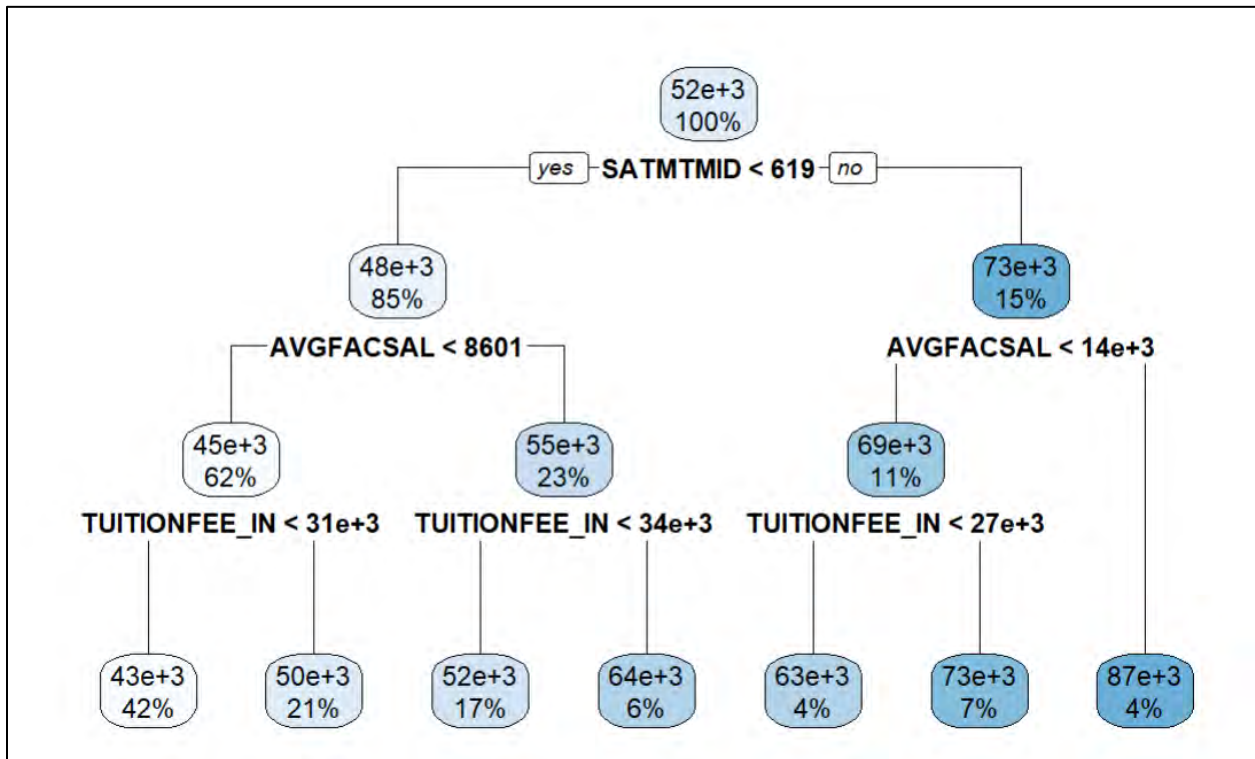 52e+3
100%
yes SATMTMID < 619 no
48e+3
85%
73e+3
15%
AVGFACSAL < 8601
AVGFACSAL < 14e+3
45e+3
62%
55e+3
23%
69e+3
11%
TUITIONFEE_IN < 31e+3
TUITIONFEE_IN < 34e+3
TUITIONFEE_IN < 27e+3
43e+3
42%
50e+3
21%
52e+3
17%
64e+3
6%
63e+3
4%
73e+3
7%
87e+3
4%